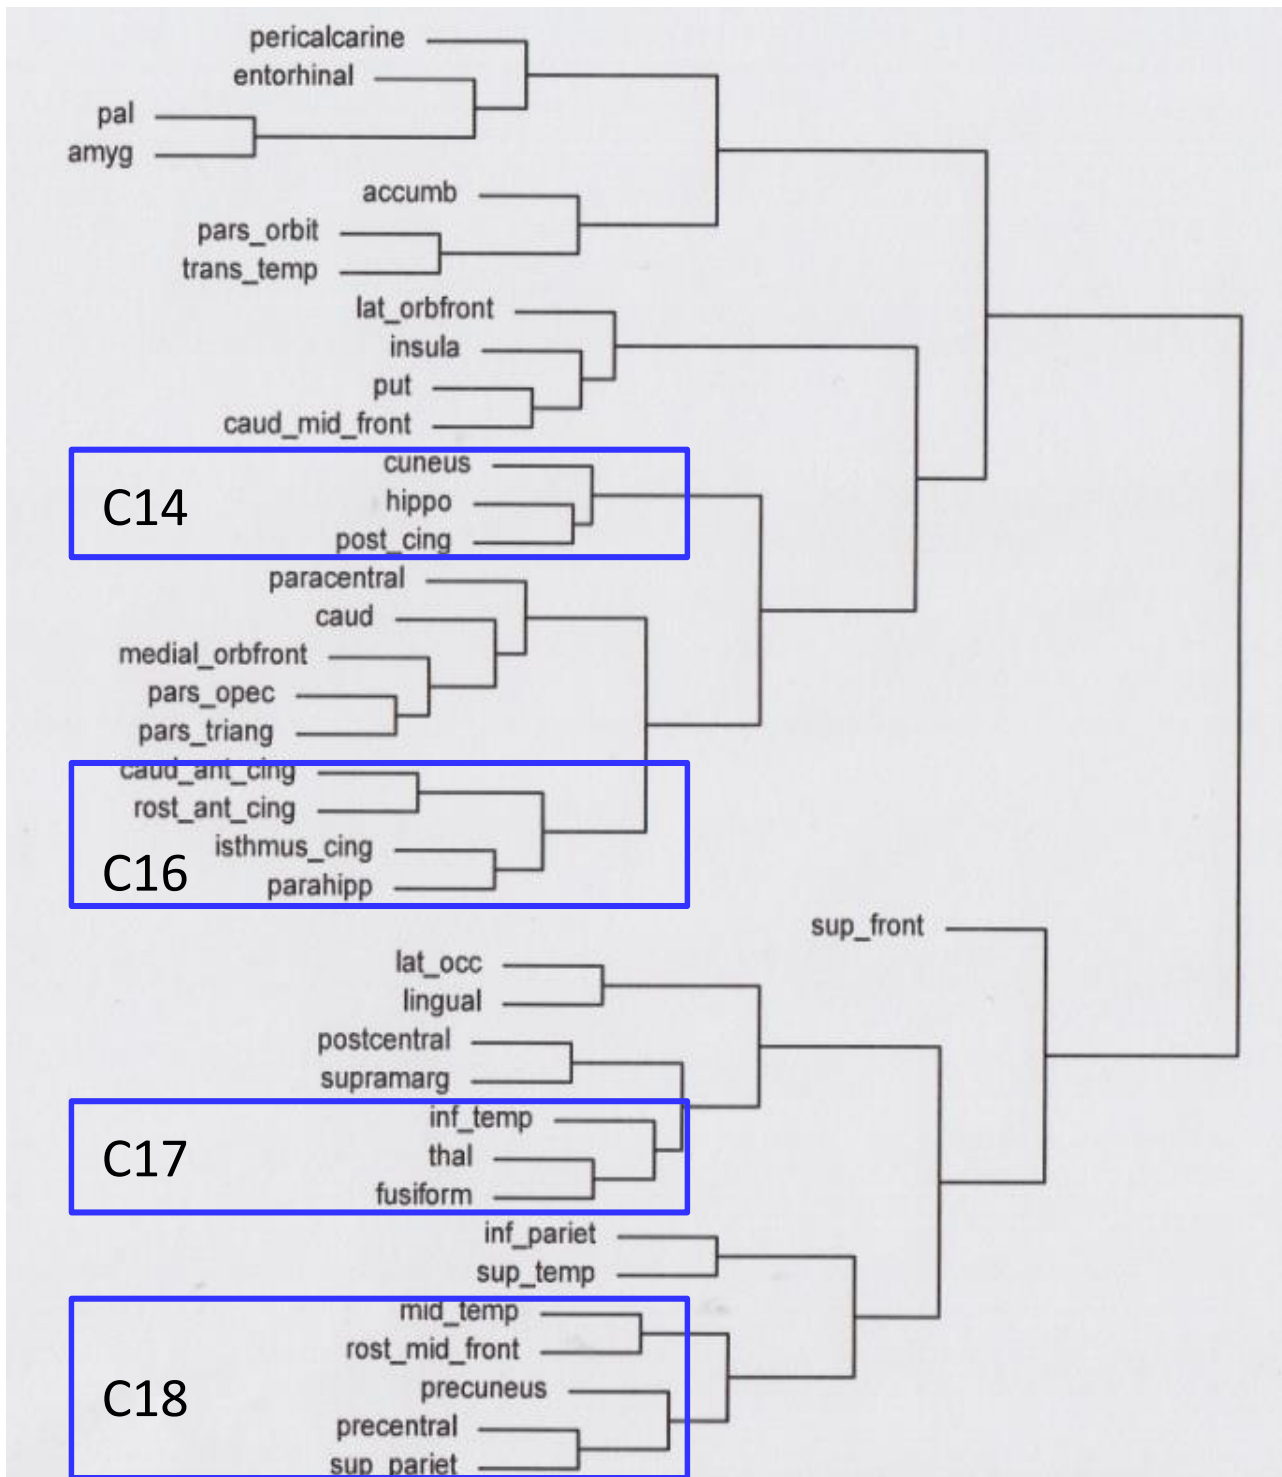 pericalcarine
entorhinal
pal
amyg
accumb
pars_orbit
trans_temp
lat_orbfront
insula
put
caud_mid_front
cuneus
C14
hippo
post_cing
paracentral
caud
medial_orbfront
pars_opec
pars_triang
caud_ant_cing
rost_ant_cing
isthmus_cing
C16
parahipp
sup_front
lat_occ
lingual
postcentral
supramarg
inf_temp
C17
thal
fusiform
inf_pariet
sup_temp
mid_temp
rost_mid_front
precuneus
C18
precentral
sup_pariet